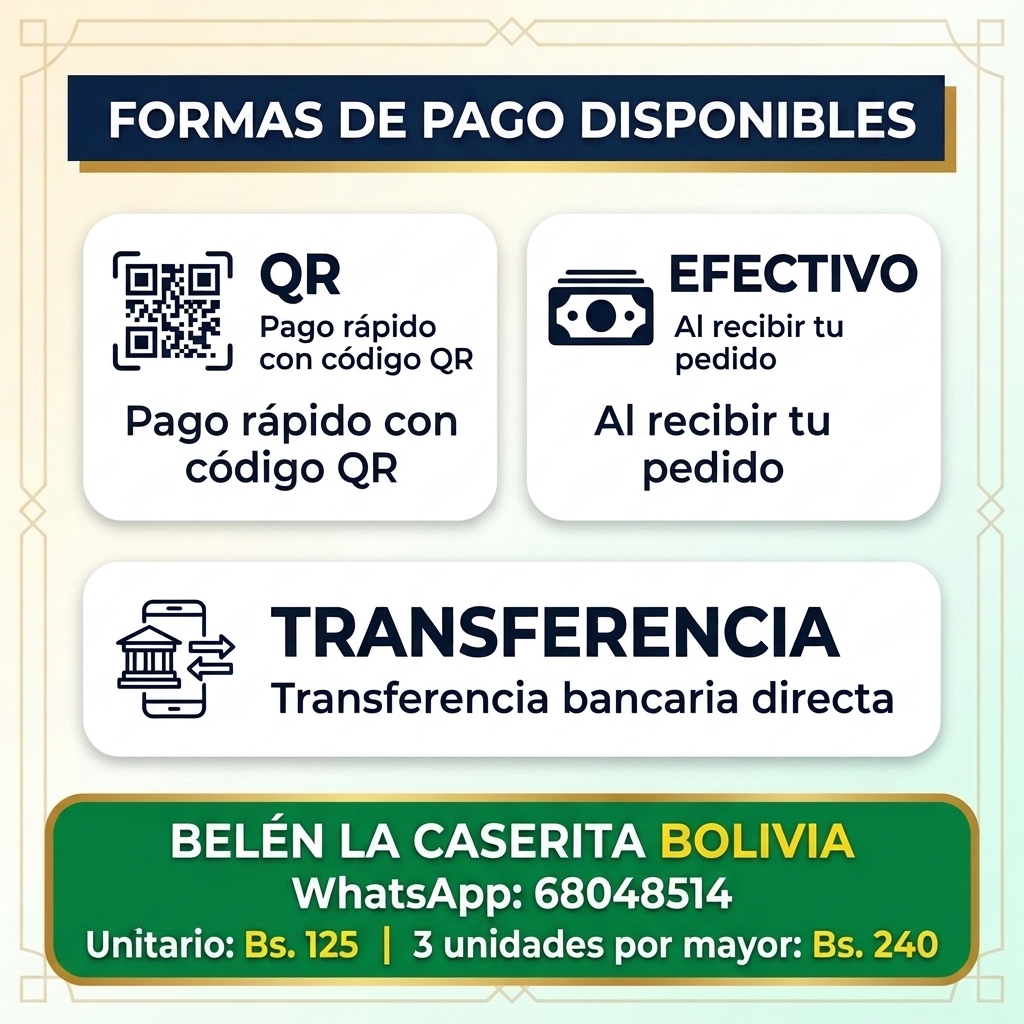 FORMAS DE PAGO DISPONIBLES
QR
Pago rápido
con código QR
Pago rápido con
código QR
EFECTIVO
Al recibir tu
pedido
Al recibir tu
pedido
TRANSFERENCIA
Transferencia bancaria directa
BELÉN LA CASERITA BOLIVIA
WhatsApp: 68048514
Unitario: Bs. 125 | 3 unidades por mayor: Bs. 240